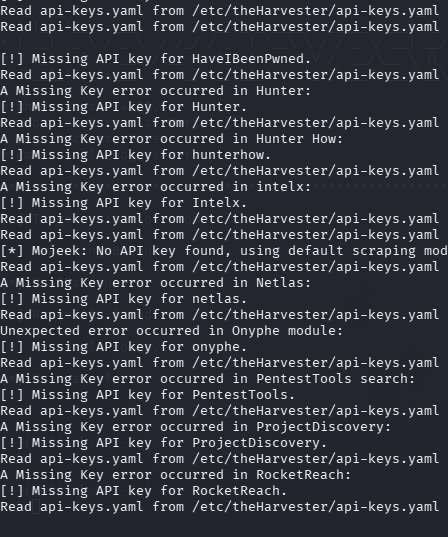 Read api-keys.yaml from /etc/theHarvester/api-keys.yaml
Read api-keys.yaml from /etc/theHarvester/api-keys.yaml
[!] Missing API key for HaveIBeenPwned.
Read api-keys.yaml from /etc/theHarvester/api-keys.yaml
A Missing Key error occurred in Hunter:
[!] Missing API key for Hunter.
Read api-keys.yaml from /etc/theHarvester/api-keys.yaml
A Missing Key error occurred in Hunter How:
[!] Missing API key for hunterhow.
Read api-keys.yaml from /etc/theHarvester/api-keys.yaml
A Missing Key error occurred in intelx:
[!] Missing API key for Intelx.
Read api-keys.yaml from /etc/theHarvester/api-keys.yaml
Read api-keys.yaml from /etc/theHarvester/api-keys.yaml
[*] Mojeek: No API key found, using default scraping mod
Read api-keys.yaml from /etc/theHarvester/api-keys.yaml
A Missing Key error occurred in Netlas:
[!] Missing API key for netlas.
Read api-keys.yaml from /etc/theHarvester/api-keys.yaml
Unexpected error occurred in Onyphe module:
[!] Missing API key for onyphe.
Read api-keys.yaml from /etc/theHarvester/api-keys.yaml
A Missing Key error occurred in PentestTools search:
[!] Missing API key for PentestTools.
Read api-keys.yaml from /etc/theHarvester/api-keys.yaml
A Missing Key error occurred in ProjectDiscovery:
[!] Missing API key for ProjectDiscovery.
Read api-keys.yaml from /etc/theHarvester/api-keys.yaml
A Missing Key error occurred in RocketReach:
[!] Missing API key for RocketReach.
Read api-keys.yaml from /etc/theHarvester/api-keys.yaml